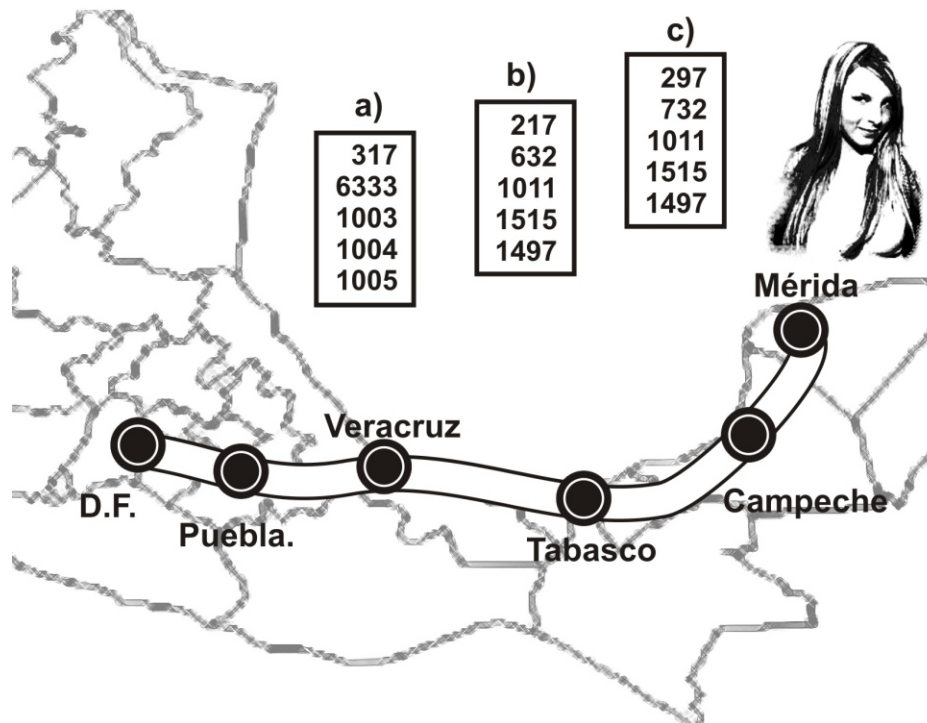 a)
317
6333
1003
1004
1005
b)
217
632
1011
1515
1497
c)
297
732
1011
1515
1497
Mérida
Veracruz
D.F.
Puebla.
Tabasco
Campeche